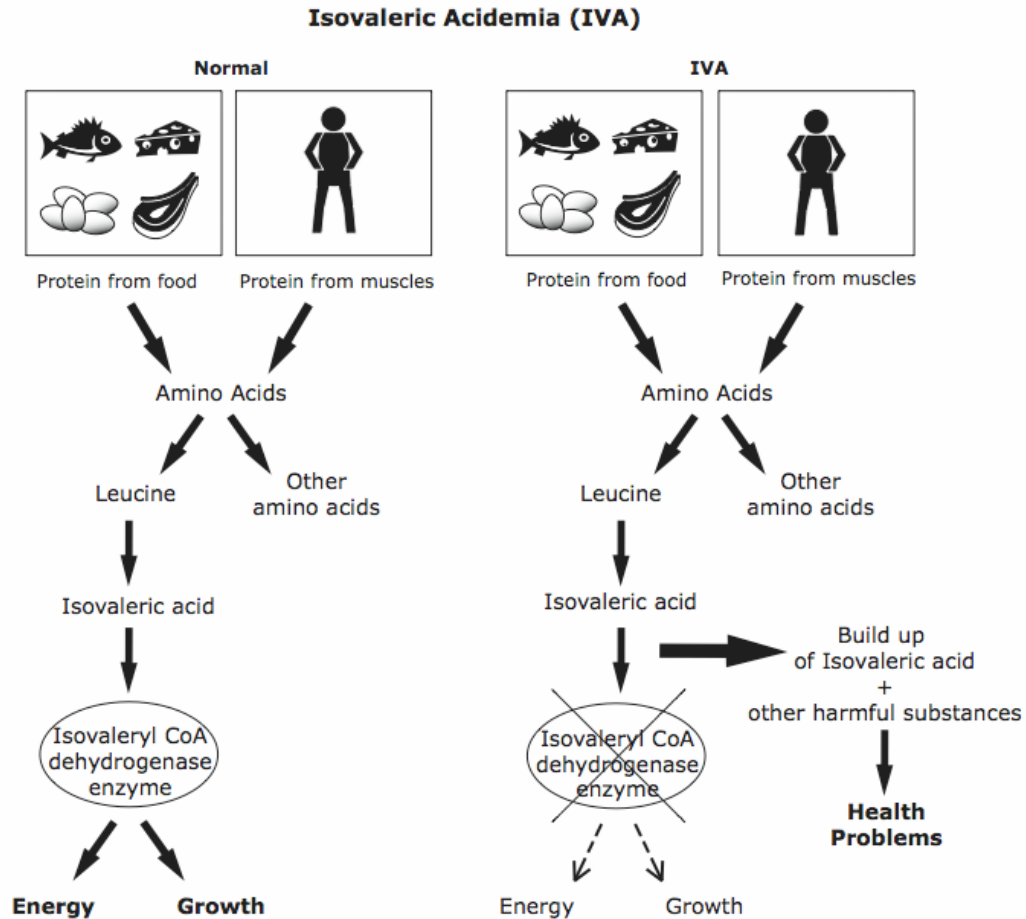 Isovaleric Acidemia (IVA)
Normal
Protein from food
Protein from muscles
Amino Acids
Leucine
Other
amino acids
Isovaleric acid
Isovaleryl CoA
dehydrogenase
enzyme
Energy
Growth
IVA
Protein from food
Protein from muscles
Amino Acids
Leucine
Other
amino acids
Isovaleric acid
Build up
of Isovaleric acid
+
other harmful substances
Health
Problems
Isovaleryl CoA
dehydrogenase
enzyme
Energy
Growth